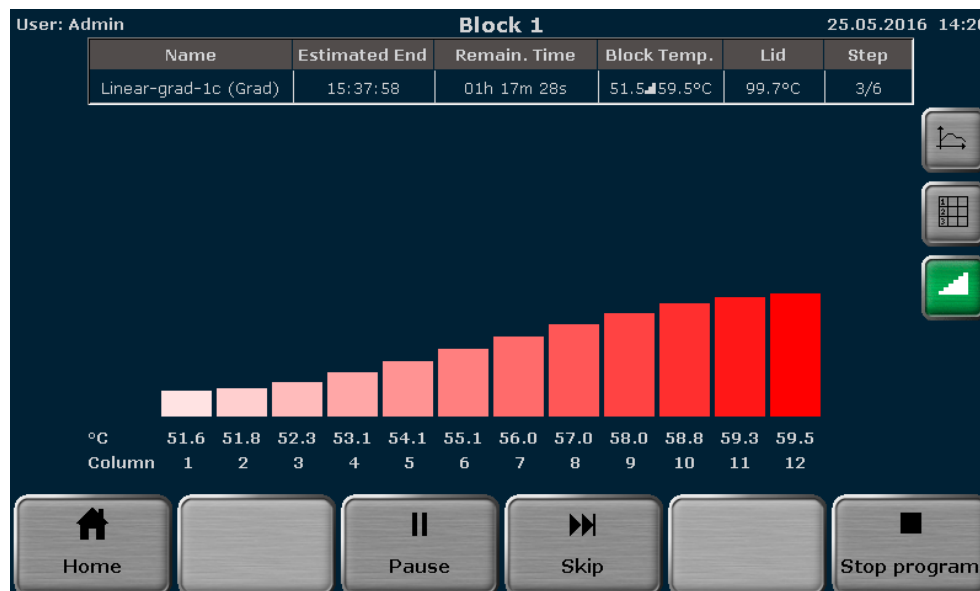 User: Admin Block 1 25.05.2016 14:20
Name Estimated End Remain. Time Block Temp. Lid Step
Linear-grad-1c (Grad) 15:37:58 01h 17m 28s 51.5 59.5°C 99.7°C 3/6
1
2
3
°C 51.6 51.8 52.3 53.1 54.1 55.1 56.0 57.0 58.0 58.8 59.3 59.5
Column 1 2 3 4 5 6 7 8 9 10 11 12
Home Pause Skip Stop program